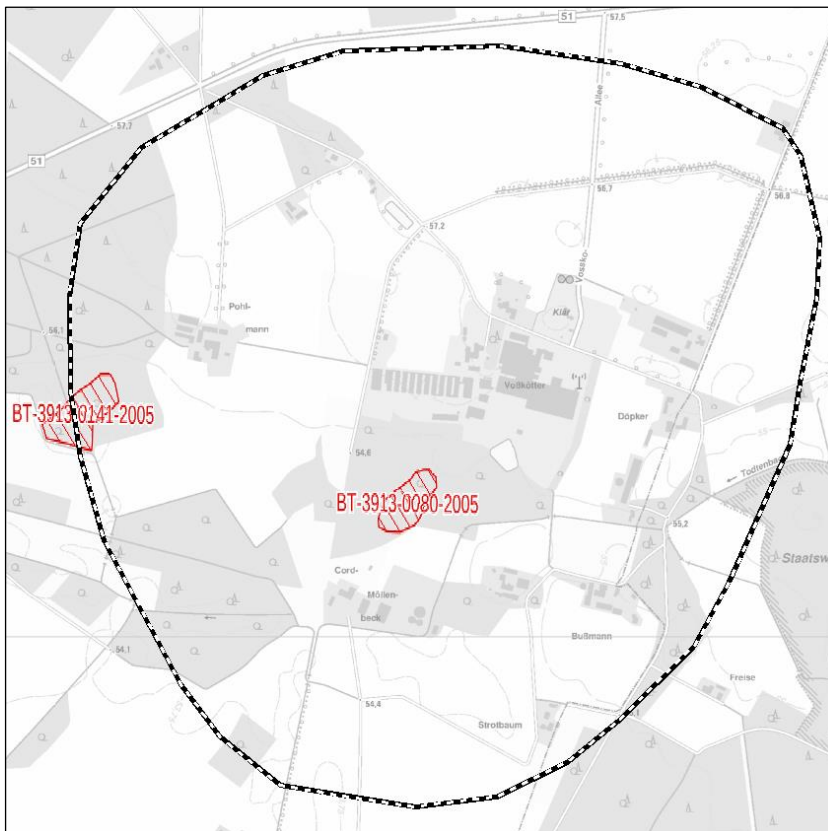 51
57,5
Allee
57,7
51
56,7
56,8
57,2
Vossko-
Klär
Pohl-
mann
56,1
Voßkötter
Döpker
BT-3913-0141-2005
54,6
Todtenba
BT-3913-0080-2005
55,2
Staatsw
Cord-
Möllen-
beck
Bußmann
54,1
Freise
54,4
Strotbaum